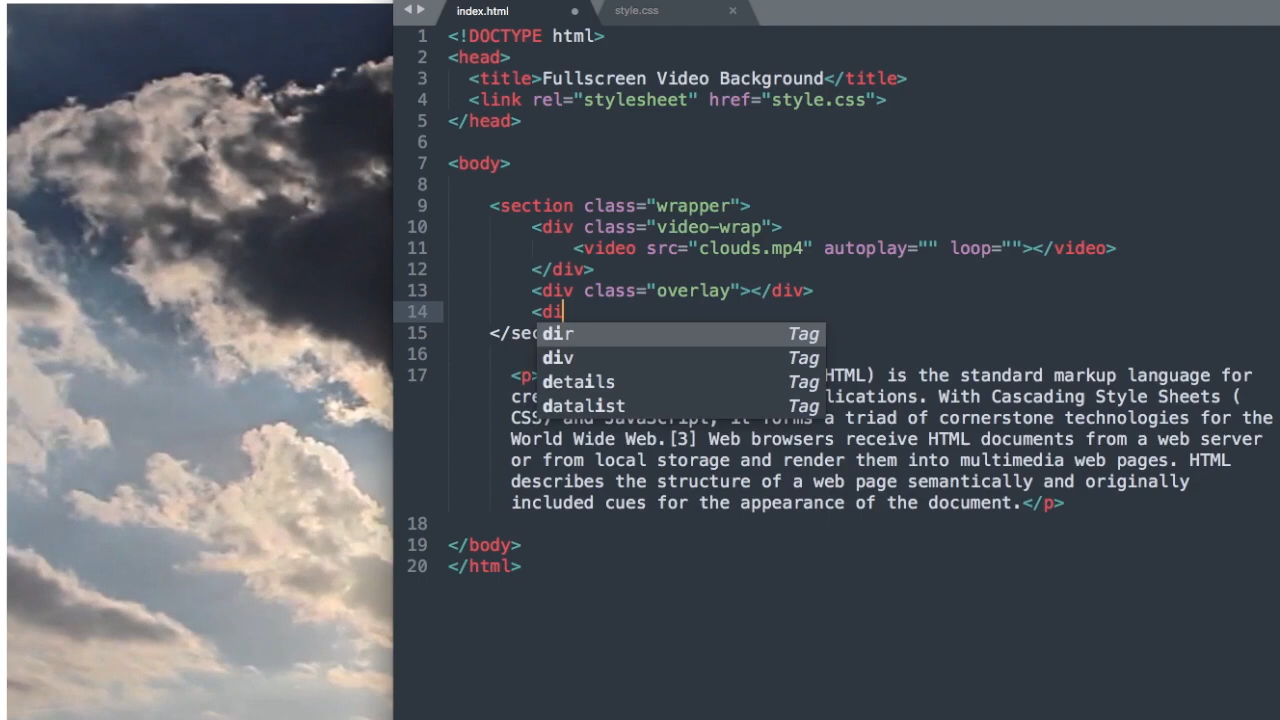 index.html
style.css
1 <!DOCTYPE html>
2 <head>
3 <title>Fullscreen Video Background</title>
4 <link rel="stylesheet" href="style.css">
5 </head>
6
7 <body>
8
9 <section class="wrapper">
10 <div class="video-wrap">
11 <video src="clouds.mp4" autoplay="" loop=""></video>
12 </div>
13 <div class="overlay"></div>
14 <di
15 </sec
dir Tag
16
div Tag
17 <p> HTML) is the standard markup language for
details Tag
cre lications. With Cascading Style Sheets (
datalist Tag
CSS) and JavaScript, it forms a triad of cornerstone technologies for the
World Wide Web.[3] Web browsers receive HTML documents from a web server
or from local storage and render them into multimedia web pages. HTML
describes the structure of a web page semantically and originally
included cues for the appearance of the document.</p>
18
19 </body>
20 </html>